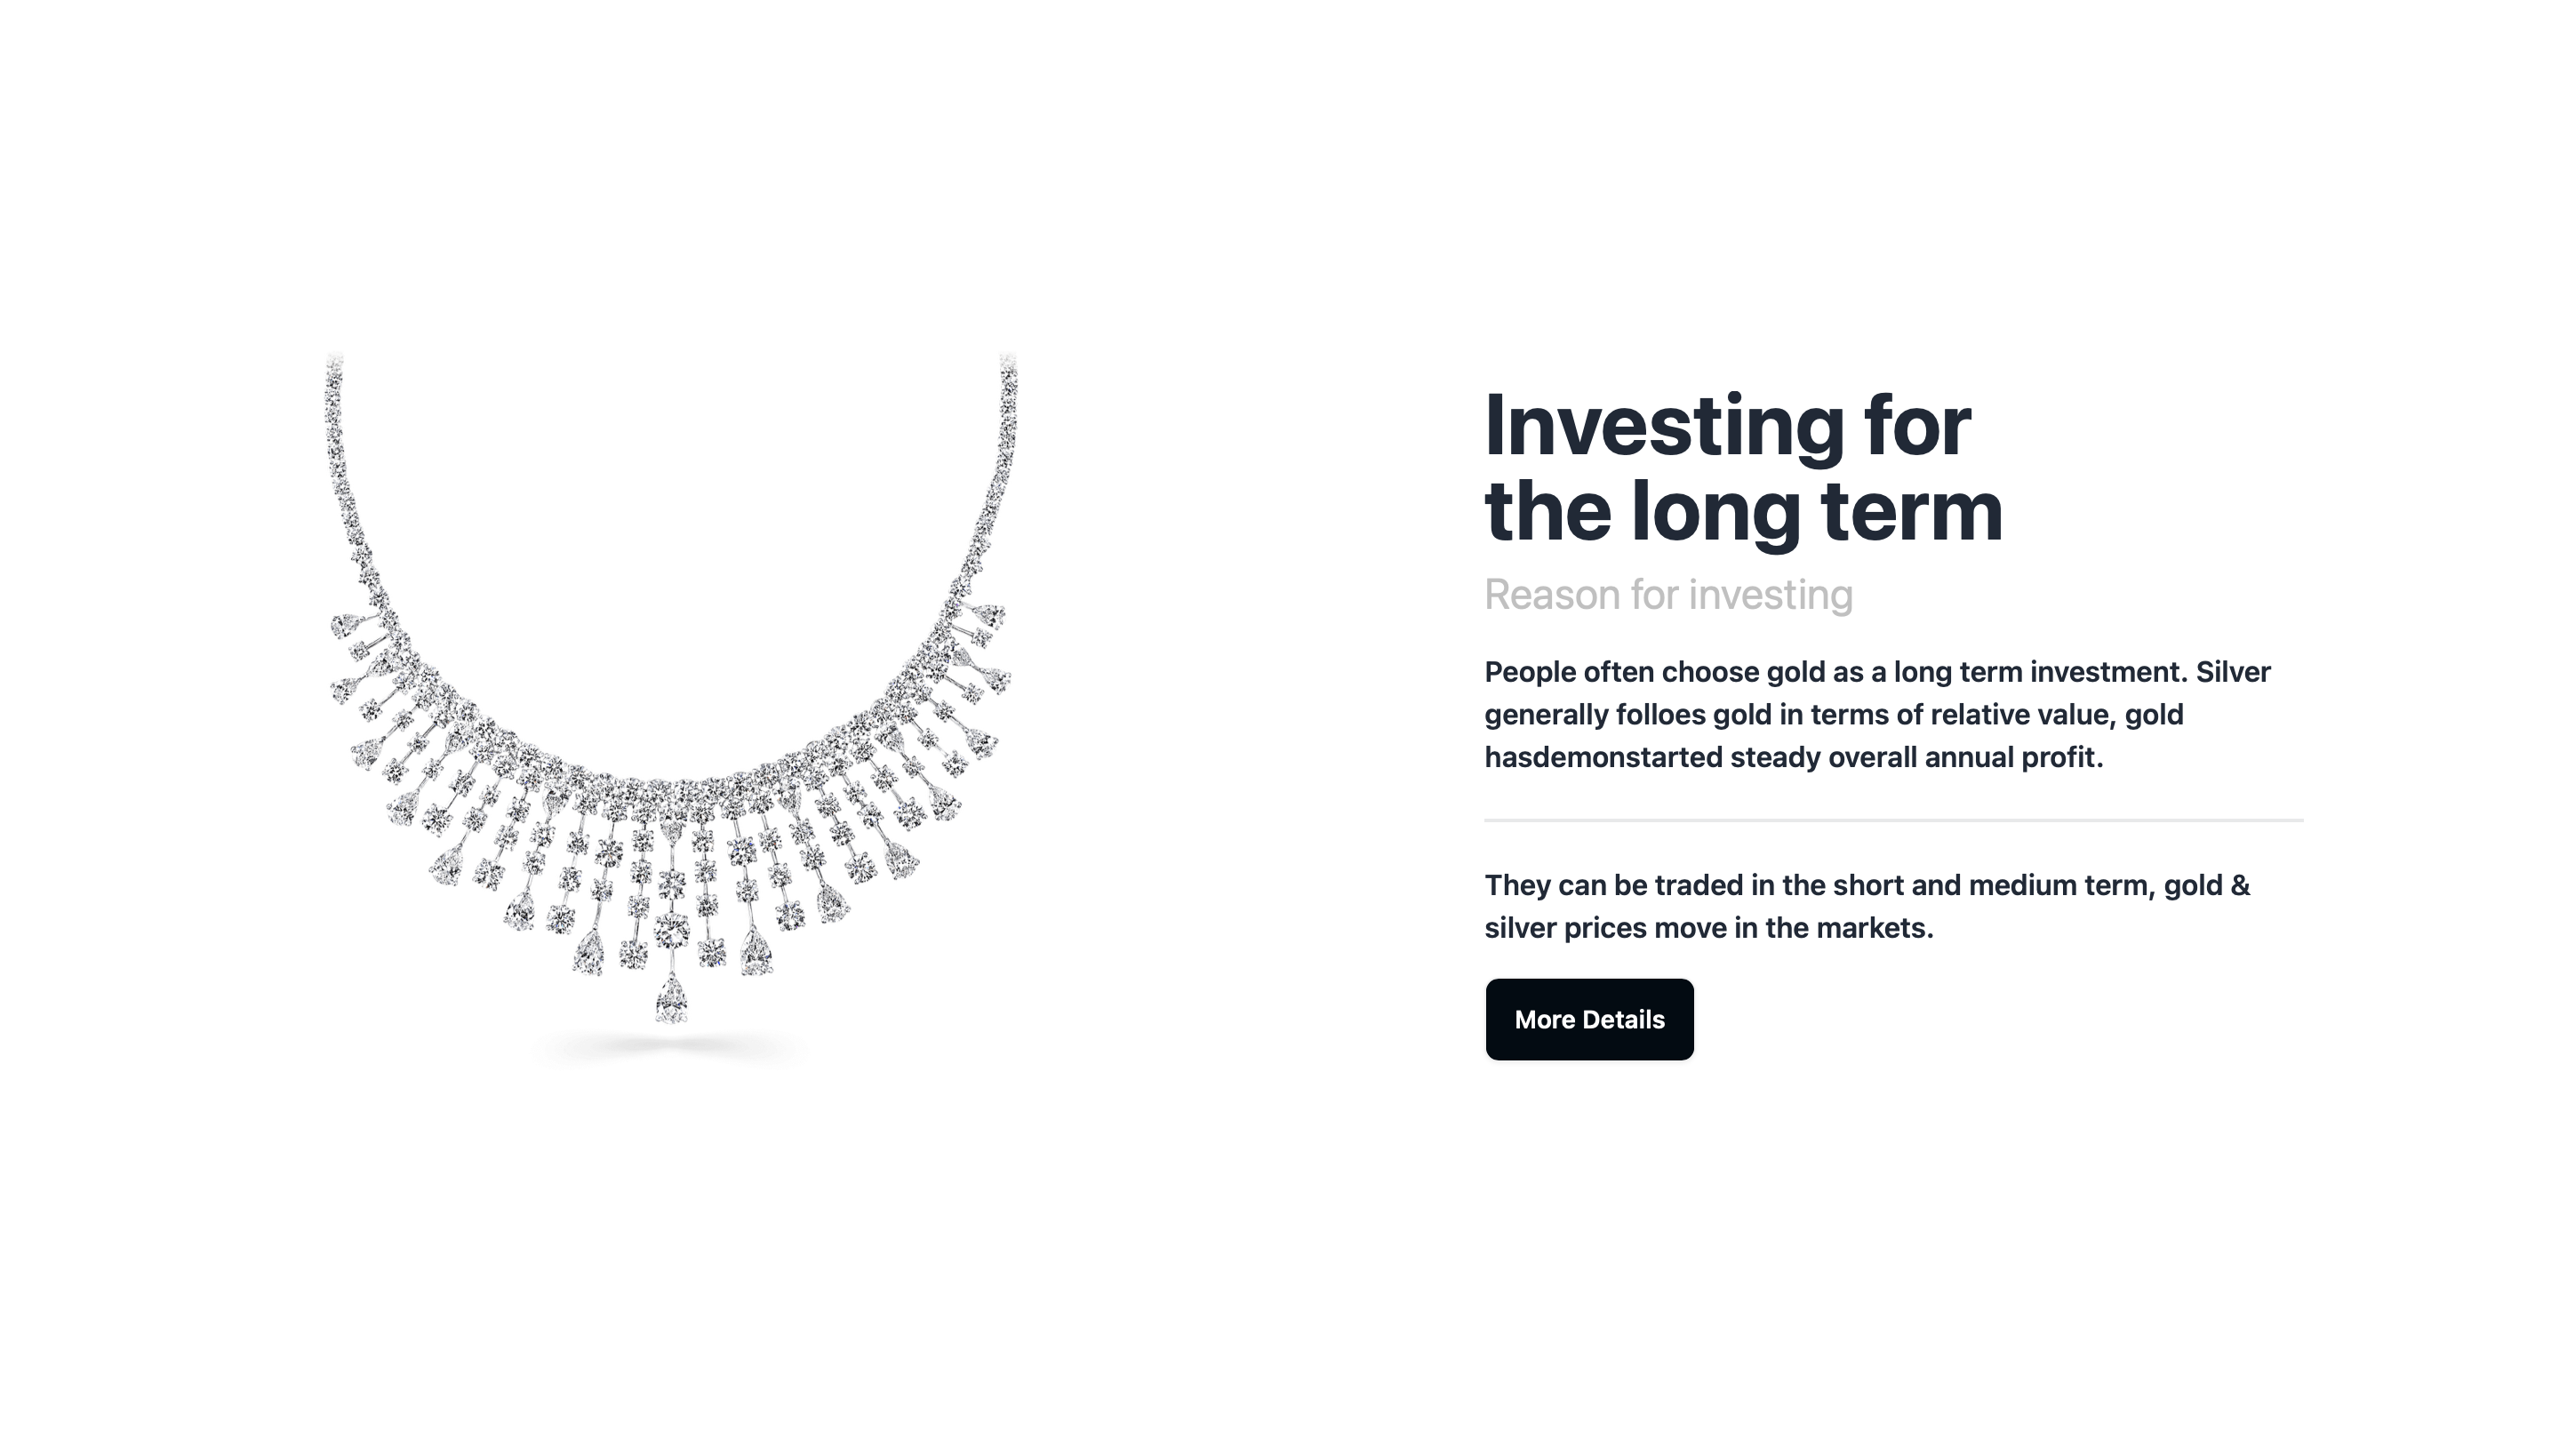 Investing for
the long term
Reason for investing
People often choose gold as a long term investment. Silver
generally folloes gold in terms of relative value, gold
hasdemonstarted steady overall annual profit.
They can be traded in the short and medium term, gold &
silver prices move in the markets.
More Details